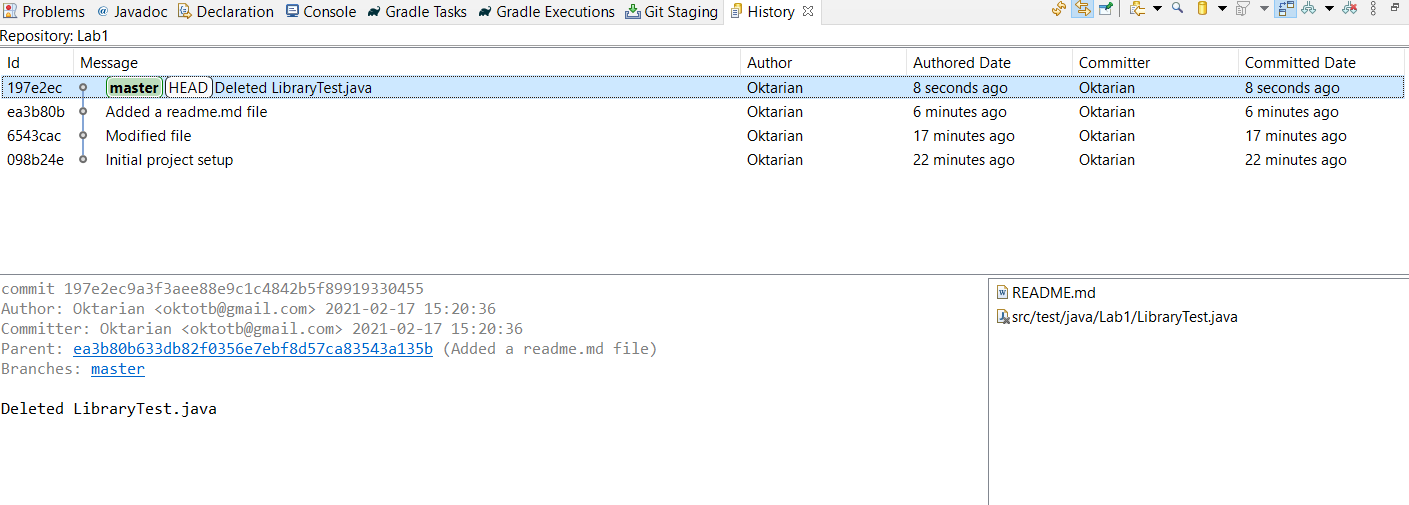 Problems @ Javadoc Declaration Console Gradle Tasks Gradle Executions Git Staging History
Repository: Lab1
Id Message Author Authored Date Committer Committed Date
197e2ec master HEAD Deleted LibraryTest.java Oktarian 8 seconds ago Oktarian 8 seconds ago
ea3b80b Added a readme.md file Oktarian 6 minutes ago Oktarian 6 minutes ago
6543cac Modified file Oktarian 17 minutes ago Oktarian 17 minutes ago
098b24e Initial project setup Oktarian 22 minutes ago Oktarian 22 minutes ago
commit 197e2ec9a3f3aee88e9c1c4842b5f89919330455
Author: Oktarian <oktotb@gmail.com> 2021-02-17 15:20:36
Committer: Oktarian <oktotb@gmail.com> 2021-02-17 15:20:36
Parent: ea3b80b633db82f0356e7ebf8d57ca83543a135b (Added a readme.md file)
Branches: master
Deleted LibraryTest.java
README.md
src/test/java/Lab1/LibraryTest.java